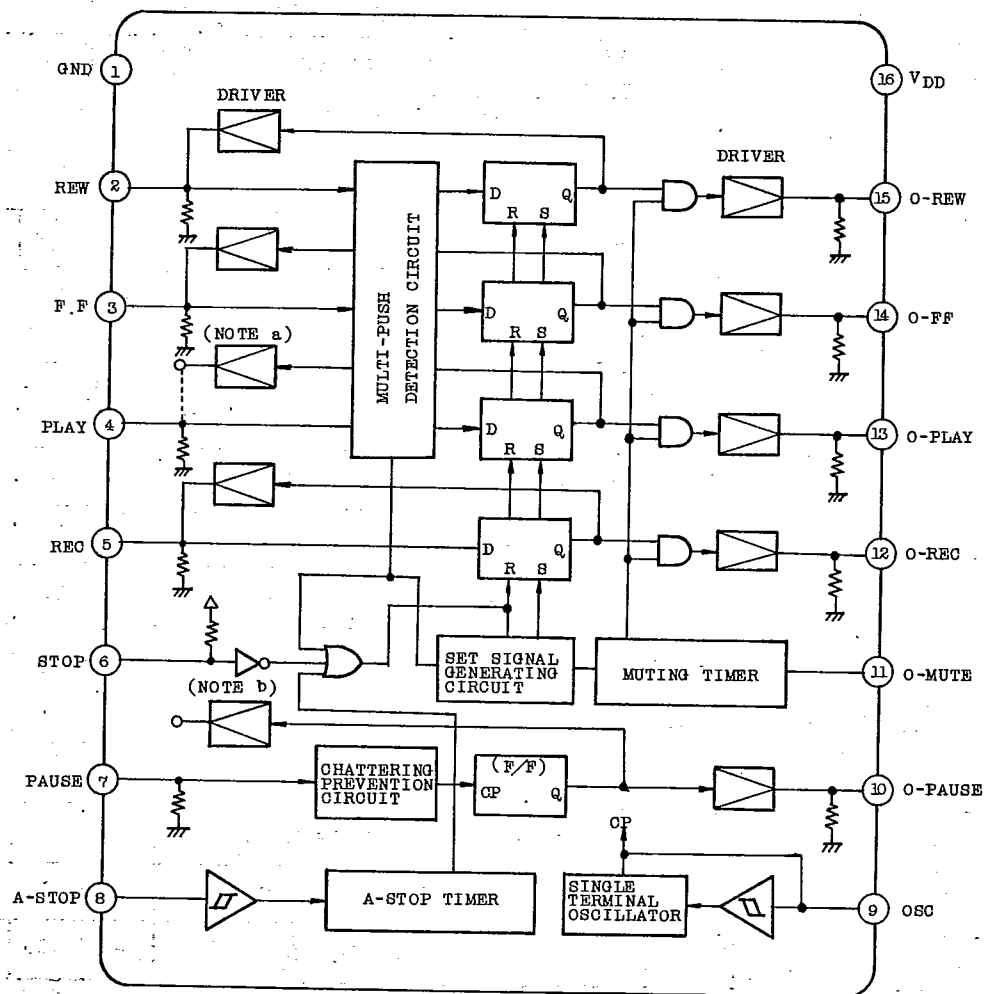 GND 1
16 VDD
DRIVER
DRIVER
REW 2
D Q
R S
15 O-REW
MULTI-PUSH
DETECTION CIRCUIT
F.F 3
D Q
R S
14 O-FF
(NOTE a)
PLAY 4
D Q
R S
13 O-PLAY
REC 5
D Q
R S
12 O-REC
STOP 6
SET SIGNAL
GENERATING
CIRCUIT
MUTING TIMER
11 O-MUTE
(NOTE b)
PAUSE 7
CHATTERING
PREVENTION
CIRCUIT
(F/F)
CP Q
10 O-PAUSE
CP
A-STOP 8
A-STOP TIMER
SINGLE
TERMINAL
OSCILLATOR
9 OSC